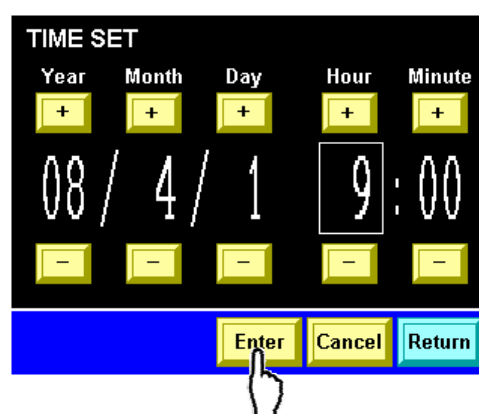 TIME SET
Year Month Day Hour Minute
+ + + + +
08/ 4/ 1 9:00
− − − − −
Enter Cancel Return